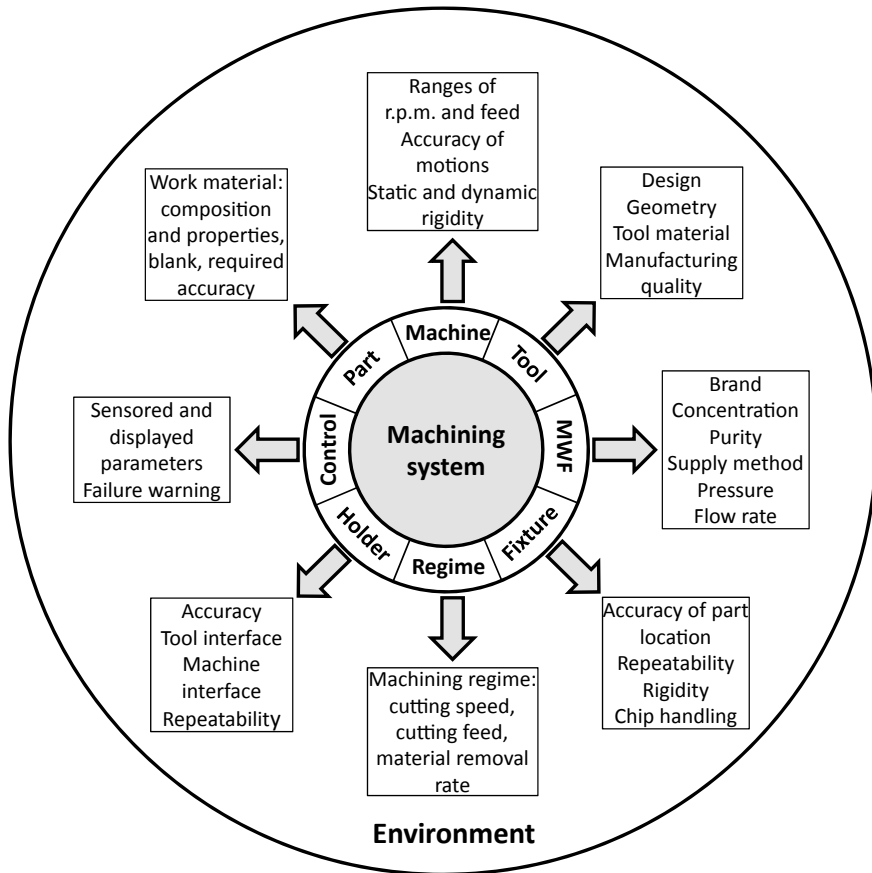 Ranges of
r.p.m. and feed
Accuracy of
motions
Static and dynamic
rigidity
Work material:
composition
and properties,
blank, required
accuracy
Design
Geometry
Tool material
Manufacturing
quality
Machine
Part
Tool
Sensored and
displayed
parameters
Failure warning
Control
Machining
system
MWF
Brand
Concentration
Purity
Supply method
Pressure
Flow rate
Holder
Regime
Fixture
Accuracy
Tool interface
Machine
interface
Repeatability
Machining regime:
cutting speed,
cutting feed,
material removal
rate
Accuracy of part
location
Repeatability
Rigidity
Chip handling
Environment